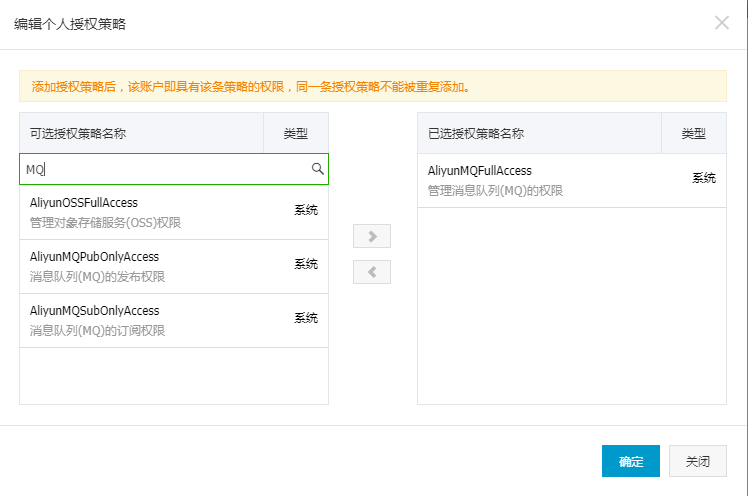 编辑个人授权策略
添加授权策略后，该账户即具有该条策略的权限，同一条授权策略不能被重复添加。
可选授权策略名称 类型
MQ
AliyunOSSFullAccess
管理对象存储服务(OSS)权限
系统
AliyunMQPubOnlyAccess
消息队列(MQ)的发布权限
系统
AliyunMQSubOnlyAccess
消息队列(MQ)的订阅权限
系统
已选授权策略名称 类型
AliyunMQFullAccess
管理消息队列(MQ)的权限
系统
确定 关闭